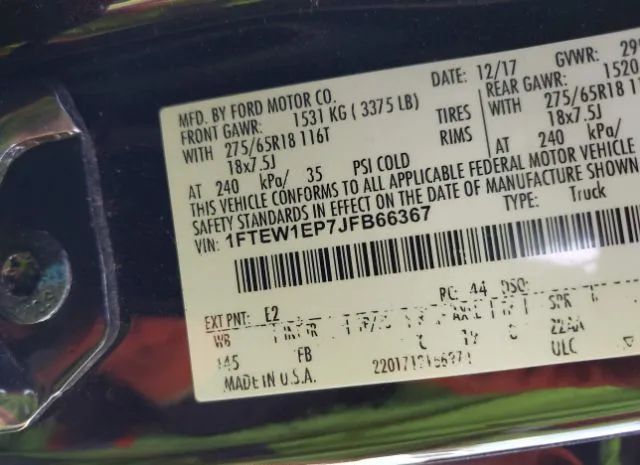 DATE: 12/17 GVWR: 29
MFD. BY FORD MOTOR CO. REAR GAWR: 1520
FRONT GAWR: 1531 KG ( 3375 LB) WITH 275/65R18 11
WITH 275/65R18 116T TIRES 18x7.5J
18x7.5J RIMS AT 240 kPa/
AT 240 kPa/ 35 PSI COLD
THIS VEHICLE CONFORMS TO ALL APPLICABLE FEDERAL MOTOR VEHICLE
SAFETY STANDARDS IN EFFECT ON THE DATE OF MANUFACTURE SHOWN
VIN: 1FTEW1EP7JFB66367 TYPE: Truck
EXT PNT: E2 RC: 44 DSO:
WB SPR
145 FB ULC
MADE IN U.S.A.